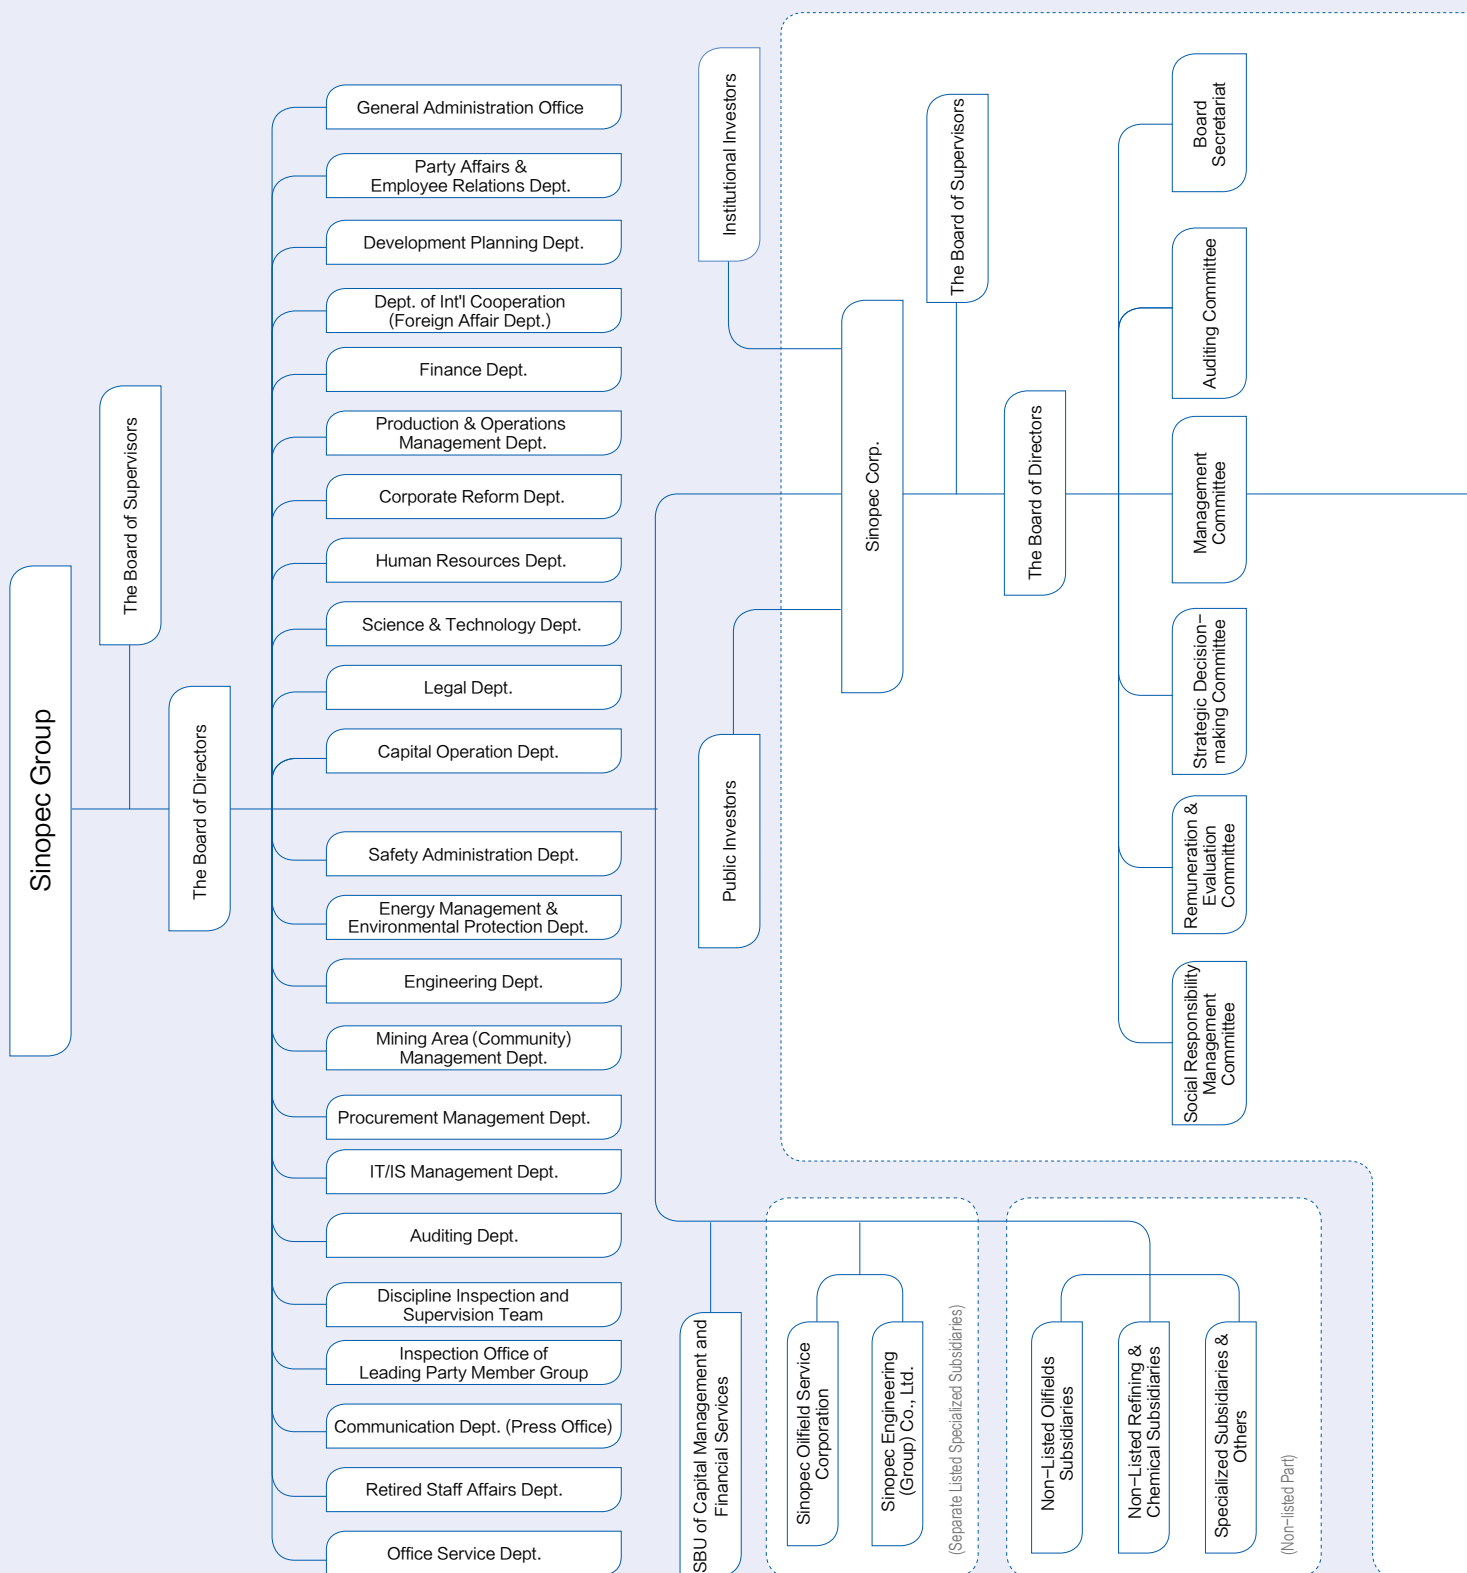 Sinopec Group
The Board of Supervisors
The Board of Directors
General Administration Office
Party Affairs &
Employee Relations Dept.
Development Planning Dept.
Dept. of Int'l Cooperation
(Foreign Affair Dept.)
Finance Dept.
Production & Operations
Management Dept.
Corporate Reform Dept.
Human Resources Dept.
Science & Technology Dept.
Legal Dept.
Capital Operation Dept.
Safety Administration Dept.
Energy Management &
Environmental Protection Dept.
Engineering Dept.
Mining Area (Community)
Management Dept.
Procurement Management Dept.
IT/IS Management Dept.
Auditing Dept.
Discipline Inspection and
Supervision Team
Inspection Office of
Leading Party Member Group
Communication Dept. (Press Office)
Retired Staff Affairs Dept.
Office Service Dept.
Institutional Investors
Public Investors
Sinopec Corp.
The Board of Supervisors
The Board of Directors
Board
Secretariat
Auditing Committee
Management
Committee
Strategic Decision-
making Committee
Remuneration &
Evaluation
Committee
Social Responsibility
Management
Committee
SBU of Capital Management and
Financial Services
Sinopec Oilfield Service
Corporation
Sinopec Engineering
(Group) Co., Ltd.
(Separate Listed Specialized Subsidiaries)
Non-Listed Oilfields
Subsidiaries
Non-Listed Refining &
Chemical Subsidiaries
Specialized Subsidiaries &
Others
(Non-listed Part)